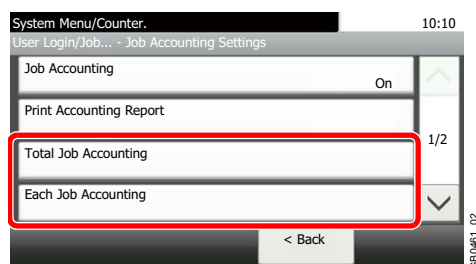 System Menu/Counter. 10:10
User Login/Job... - Job Accounting Settings
Job Accounting
On
Print Accounting Report
1/2
Total Job Accounting
Each Job Accounting
< Back